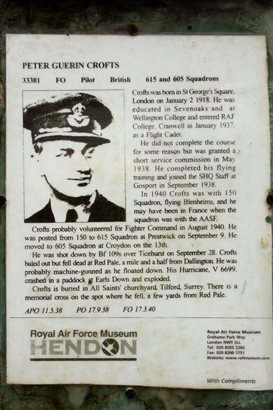 PETER GUERIN CROFTS
33381 FO Pilot British 615 and 605 Squadrons
Crofts was born in St George's Square,
London on January 2 1918. He was
educated in Sevenoaks and at
Wellington College and entered RAF
College, Cranwell in January 1937,
as a Flight Cadet.
He did not complete the course
for some reason but was granted a
short service commission in May
1938. He completed his flying
training and joined the SHQ Staff at
Gosport in September 1938.
In 1940 Crofts was with 150
Squadron, flying Blenheims, and he
may have been in France when the
squadron was with the AASF.
Crofts probably volunteered for Fighter Command in August 1940. He
was posted from 150 to 615 Squadron at Prestwick on September 9. He
moved to 605 Squadron at Croydon on the 13th.
He was shot down by Bf 109s over Ticehurst on September 28. Crofts
baled out but fell dead at Red Pale, a mile and a half from Dallington. He was
probably machine-gunned as he floated down. His Hurricane, V 6699,
crashed in a paddock at Earls Down and exploded.
Crofts is buried in All Saints' churchyard, Tilford, Surrey. There is a
memorial cross on the spot where he fell, a few yards from Red Pale.
APO 11.5.38 PO 17.9.38 FO 17.3.40
Royal Air Force Museum
HENDON
Royal Air Force Museum
Grahame Park Way
London NW9 5LL
Tel: 020 8205 2266
Fax: 020 8200 1751
Website: www.rafmuseum.com
With Compliments